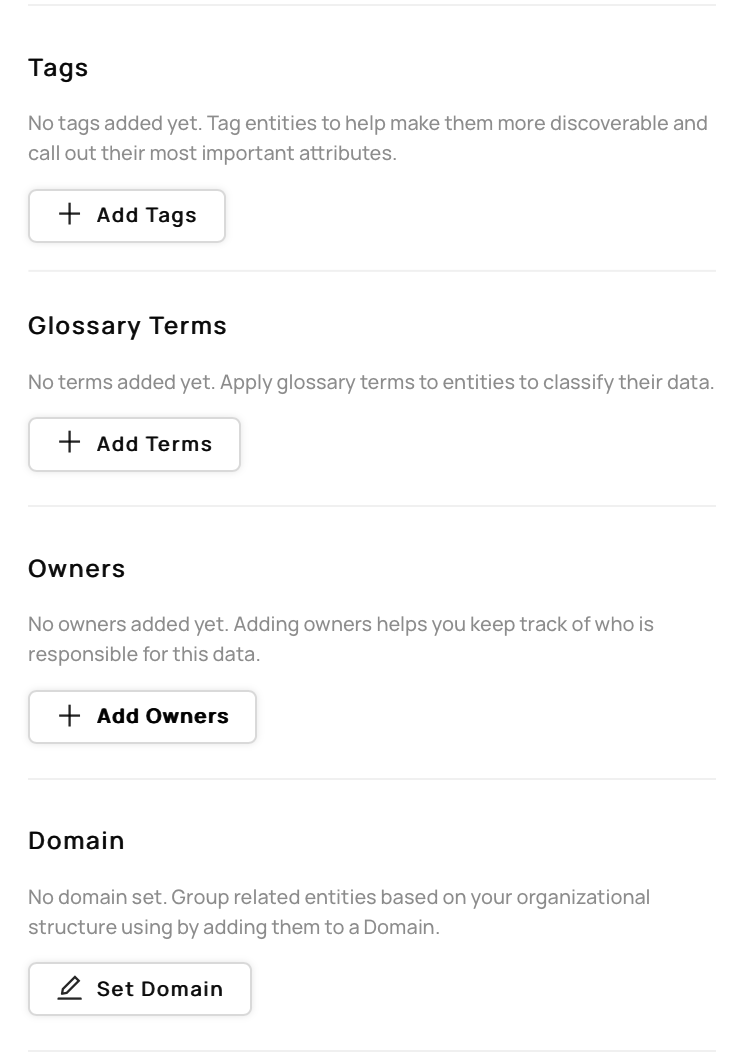 Tags
No tags added yet. Tag entities to help make them more discoverable and
call out their most important attributes.
Add Tags
Glossary Terms
No terms added yet. Apply glossary terms to entities to classify their data.
Add Terms
Owners
No owners added yet. Adding owners helps you keep track of who is
responsible for this data.
Add Owners
Domain
No domain set. Group related entities based on your organizational
structure using by adding them to a Domain.
Set Domain